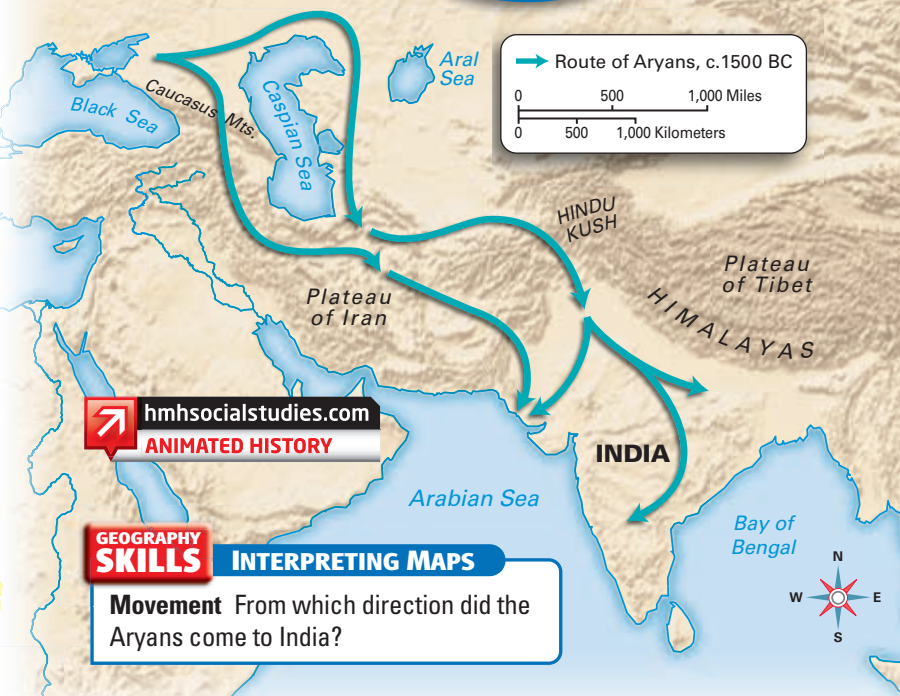 Aral
Sea
Route of Aryans, c.1500 BC
0 500 1,000 Miles
0 500 1,000 Kilometers
Black Sea
Caucasus Mts.
Caspian Sea
HINDU
KUSH
Plateau
of Tibet
HIMALAYAS
Plateau
of Iran
hmhsocialstudies.com
ANIMATED HISTORY
INDIA
Arabian Sea
Bay of
Bengal
N
W E
S
GEOGRAPHY
SKILLS INTERPRETING MAPS
Movement From which direction did the
Aryans come to India?